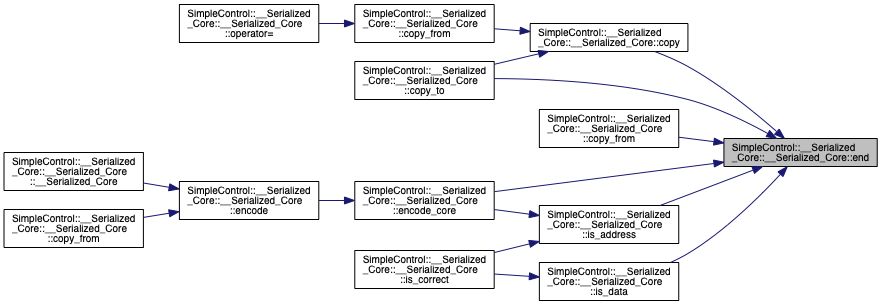 SimpleControl::__Serialized
_Core::__Serialized_Core
::operator=
SimpleControl::__Serialized
_Core::__Serialized_Core
::copy_from
SimpleControl::__Serialized
_Core::__Serialized_Core::copy
SimpleControl::__Serialized
_Core::__Serialized_Core
::copy_to
SimpleControl::__Serialized
_Core::__Serialized_Core
::copy_from
SimpleControl::__Serialized
_Core::__Serialized_Core::end
SimpleControl::__Serialized
_Core::__Serialized_Core
::__Serialized_Core
SimpleControl::__Serialized
_Core::__Serialized_Core
::encode
SimpleControl::__Serialized
_Core::__Serialized_Core
::encode_core
SimpleControl::__Serialized
_Core::__Serialized_Core
::copy_from
SimpleControl::__Serialized
_Core::__Serialized_Core
::is_address
SimpleControl::__Serialized
_Core::__Serialized_Core
::is_correct
SimpleControl::__Serialized
_Core::__Serialized_Core
::is_data